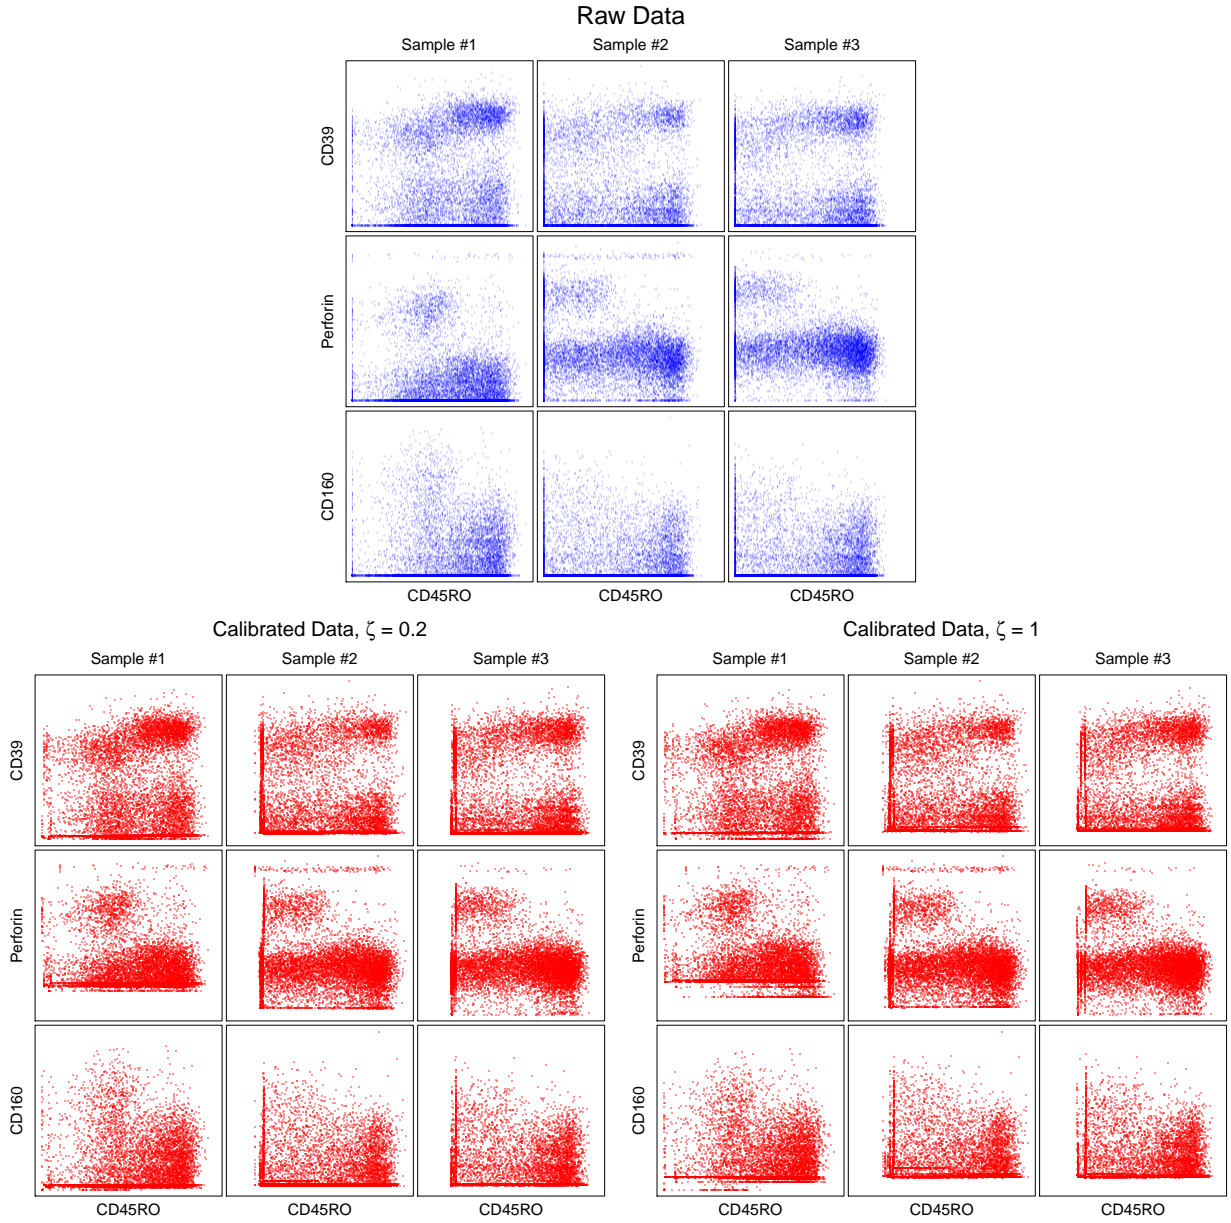 Raw Data
Sample #1 Sample #2 Sample #3
CD39
Perforin
CD160
CD45RO CD45RO CD45RO
Calibrated Data, ζ = 0.2
Sample #1 Sample #2 Sample #3
CD39
Perforin
CD160
CD45RO CD45RO CD45RO
Calibrated Data, ζ = 1
Sample #1 Sample #2 Sample #3
CD39
Perforin
CD160
CD45RO CD45RO CD45RO